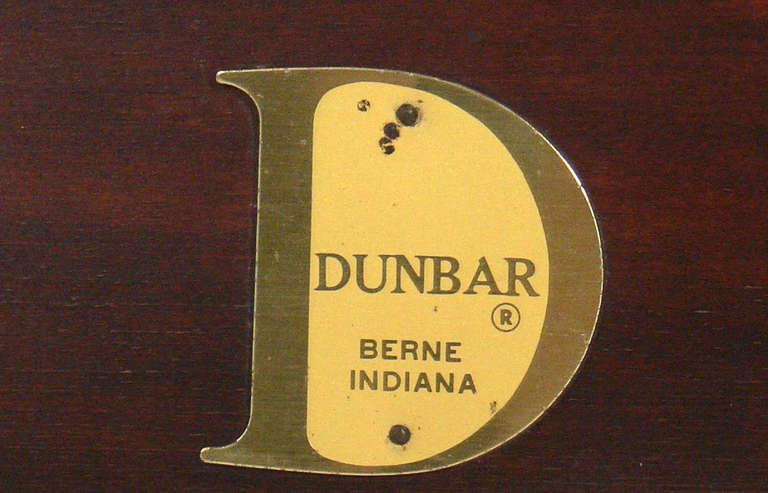 DUNBAR
®
BERNE
INDIANA